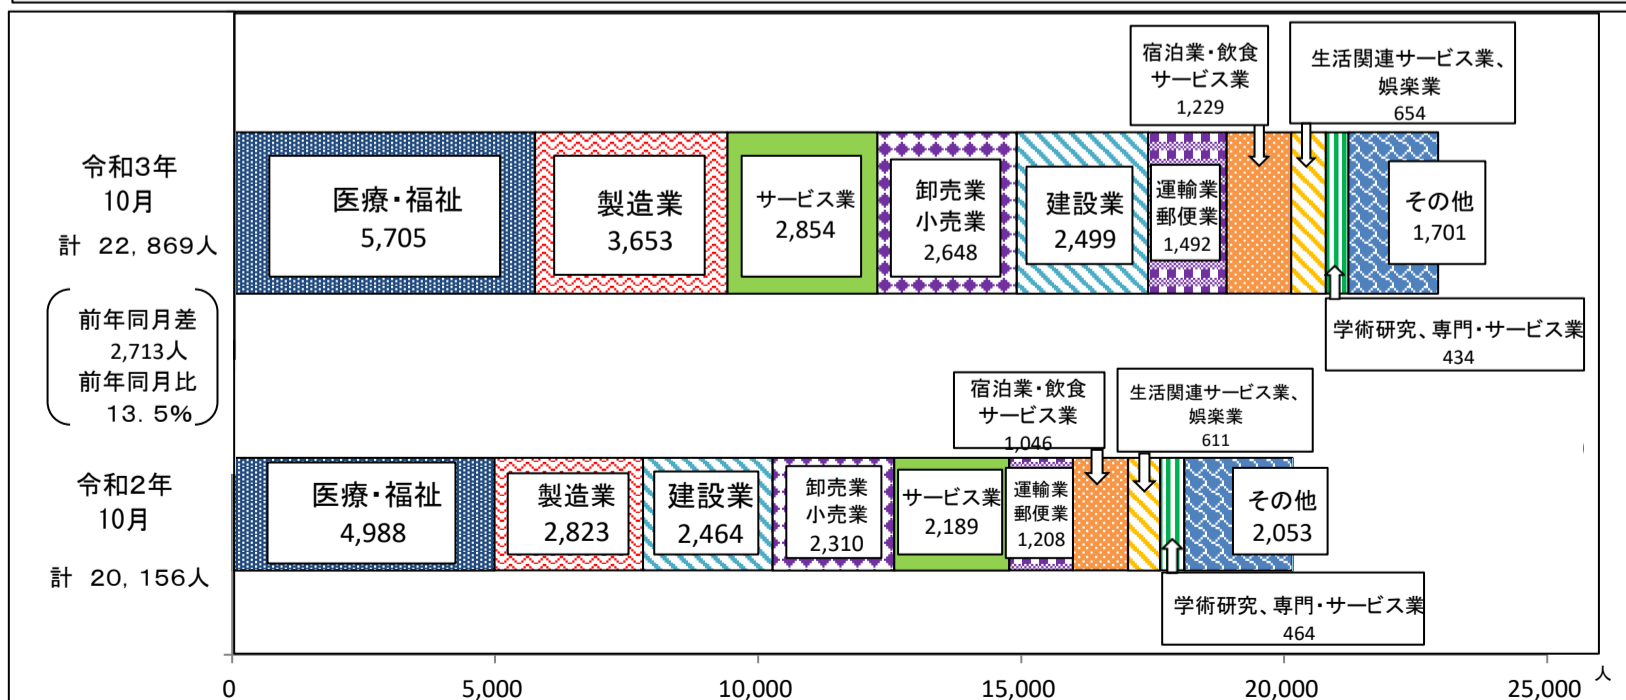 宿泊業・飲食
サービス業
1,229
生活関連サービス業、
娯楽業
654
令和3年
10月
計 22,869人
医療・福祉
5,705
製造業
3,653
サービス業
2,854
卸売業
小売業
2,648
建設業
2,499
運輸業
郵便業
1,492
その他
1,701
学術研究、専門・サービス業
434
前年同月差
2,713人
前年同月比
13.5%
宿泊業・飲食
サービス業
1,046
生活関連サービス業、
娯楽業
611
令和2年
10月
計 20,156人
医療・福祉
4,988
製造業
2,823
建設業
2,464
卸売業
小売業
2,310
サービス業
2,189
運輸業
郵便業
1,208
その他
2,053
学術研究、専門・サービス業
464
0 5,000 10,000 15,000 20,000 25,000 人